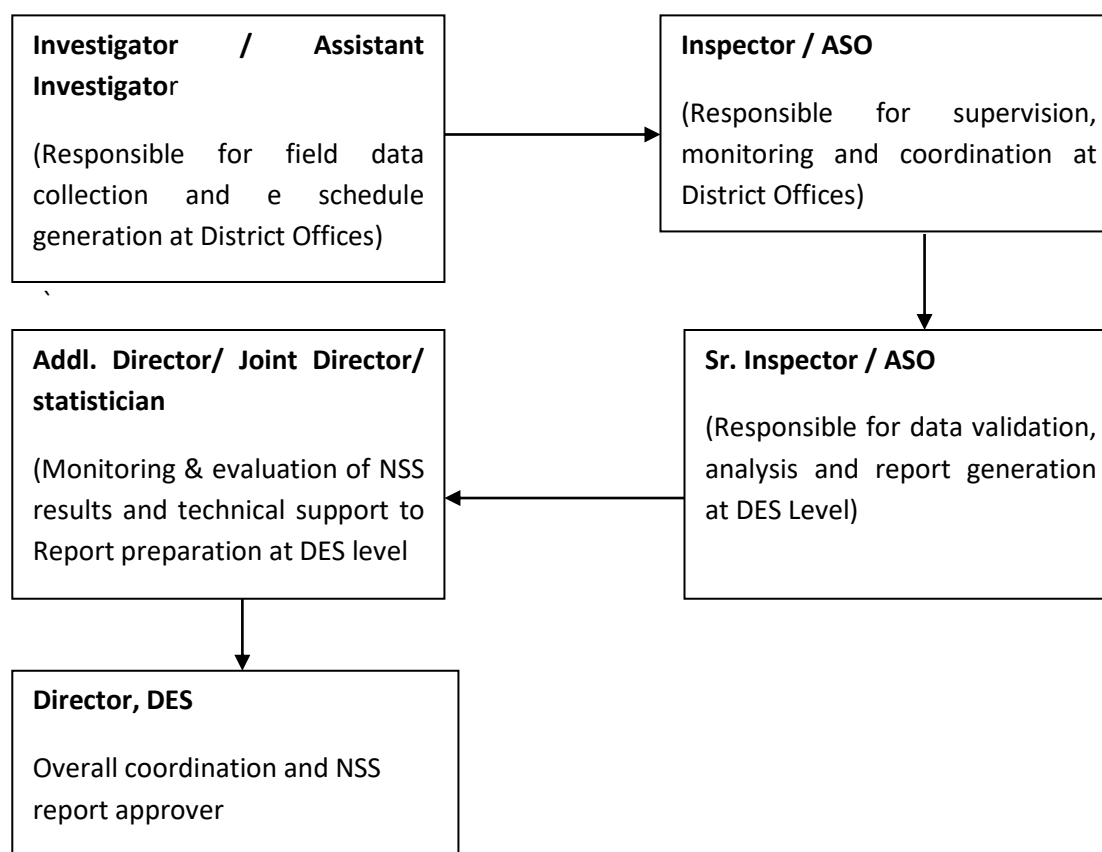 Investigator / Assistant
Investigator
(Responsible for field data
collection and e schedule
generation at District Offices)
`
Inspector / ASO
(Responsible for supervision,
monitoring and coordination at
District Offices)
Sr. Inspector / ASO
(Responsible for data validation,
analysis and report generation
at DES Level)
Addl. Director/ Joint Director/
statistician
(Monitoring & evaluation of NSS
results and technical support to
Report preparation at DES level
Director, DES
Overall coordination and NSS
report approver